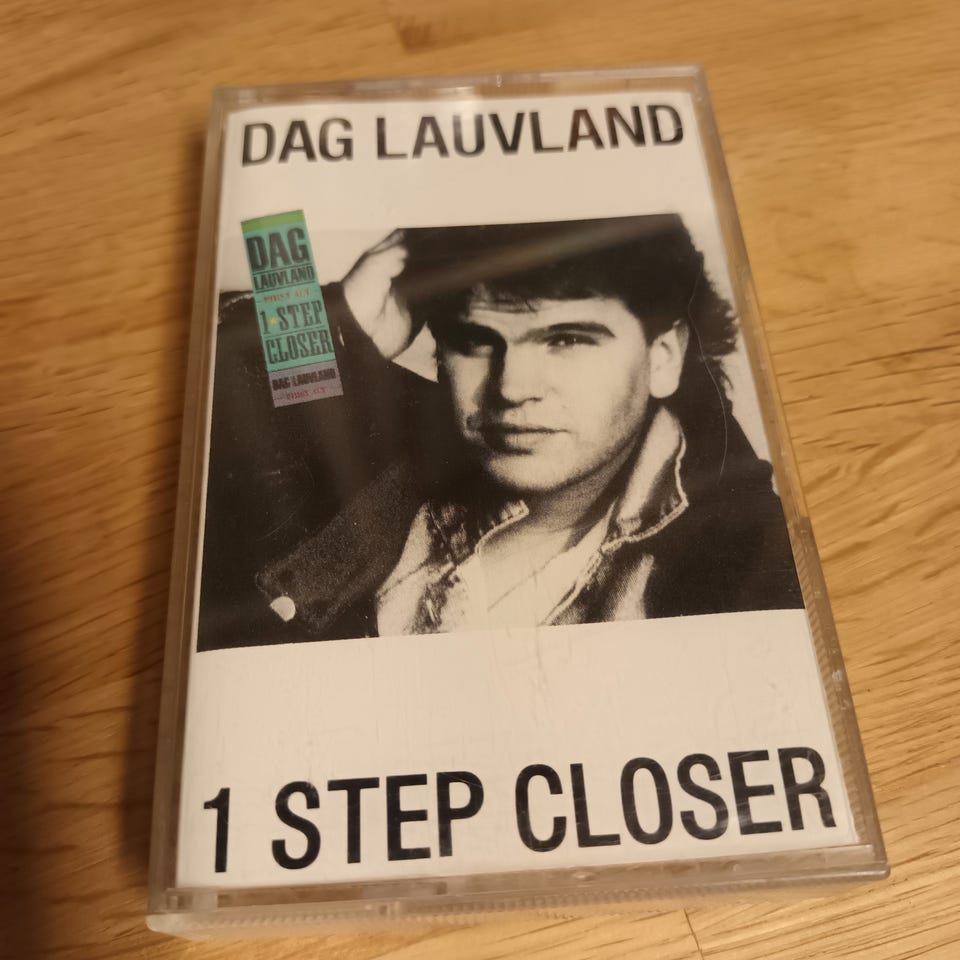 DAG LAUVLAND
DAG
LAUVLAND
FIRST ACT
1 STEP
CLOSER
DAG LAUVLAND
FIRST ACT
1 STEP CLOSER